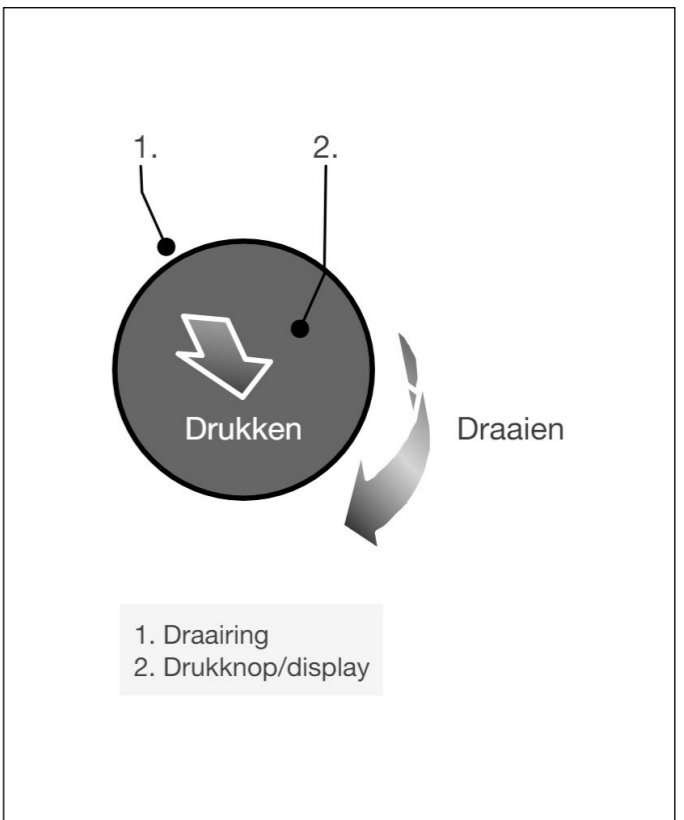 1.
2.
Drukken
Draaien
1. Draairing
2. Drukknop/display